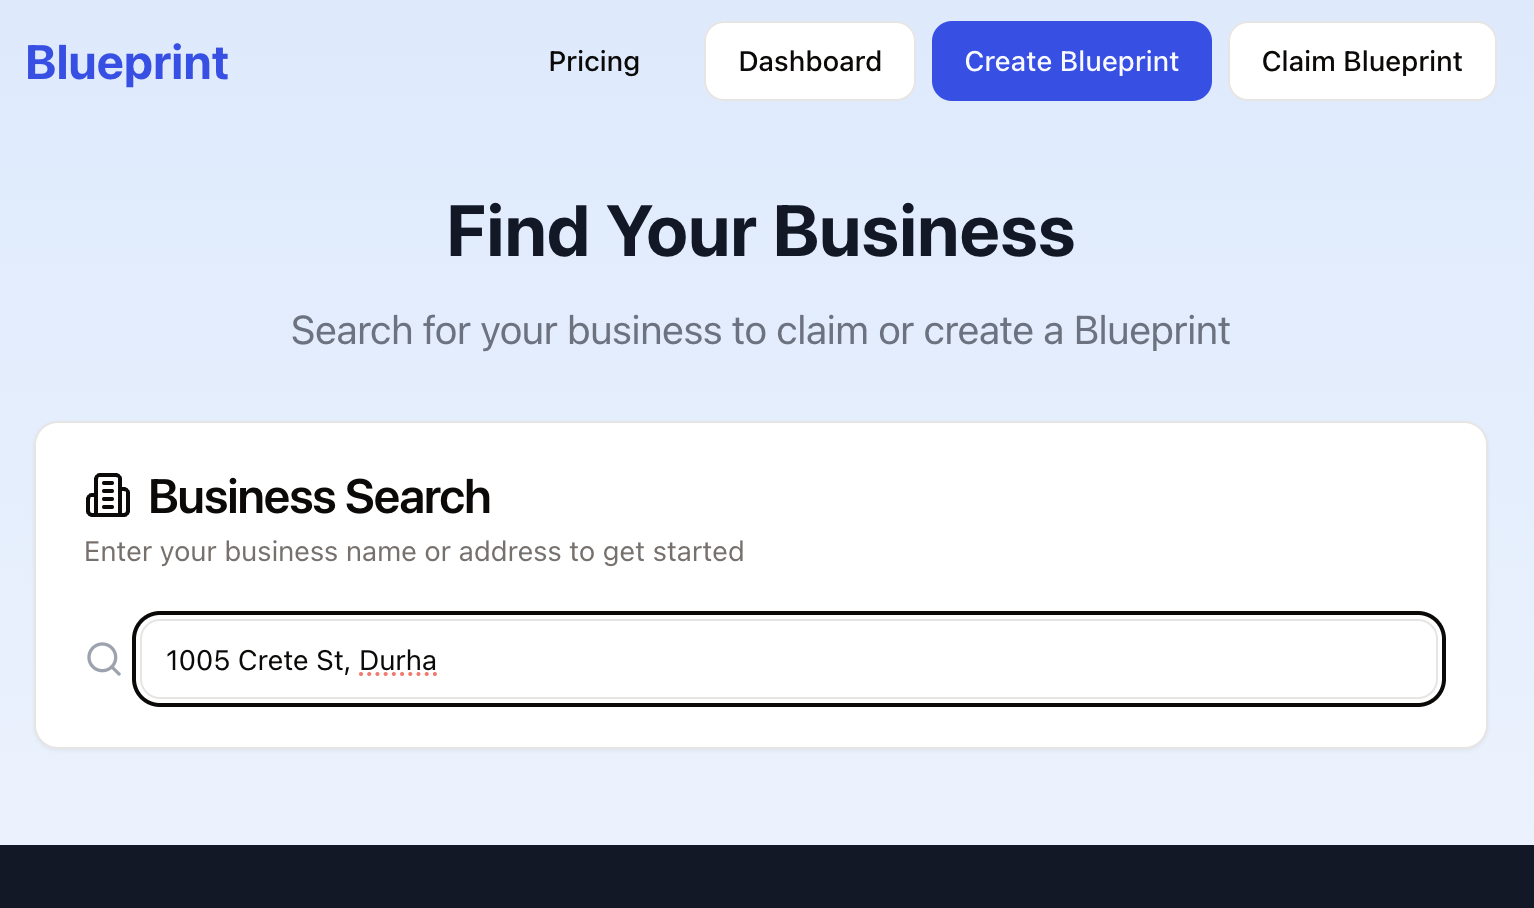 Blueprint
Pricing
Dashboard
Create Blueprint
Claim Blueprint
Find Your Business
Search for your business to claim or create a Blueprint
Business Search
Enter your business name or address to get started
1005 Crete St, Durha